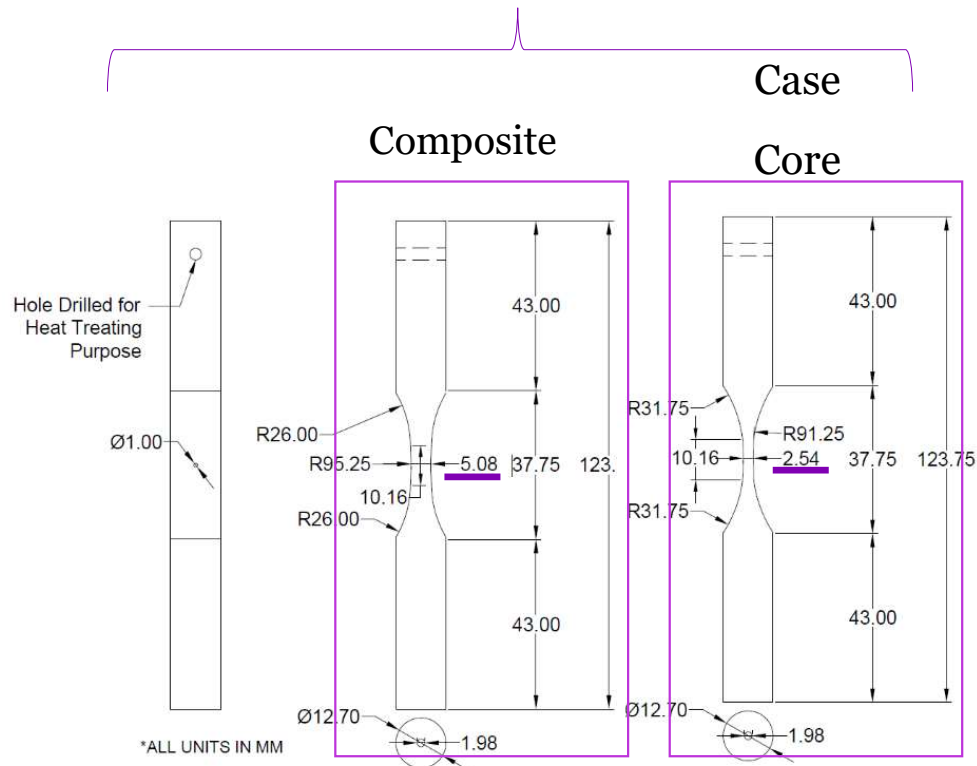 Case
Composite
Core
Hole Drilled for
Heat Treating
Purpose
Ø1.00
*ALL UNITS IN MM
43.00
R26.00
R95.25
5.08
37.75
123.
10.16
R26.00
43.00
Ø12.70
1.98
43.00
R31.75
R91.25
10.16
2.54
37.75
123.75
R31.75
43.00
Ø12.70
1.98